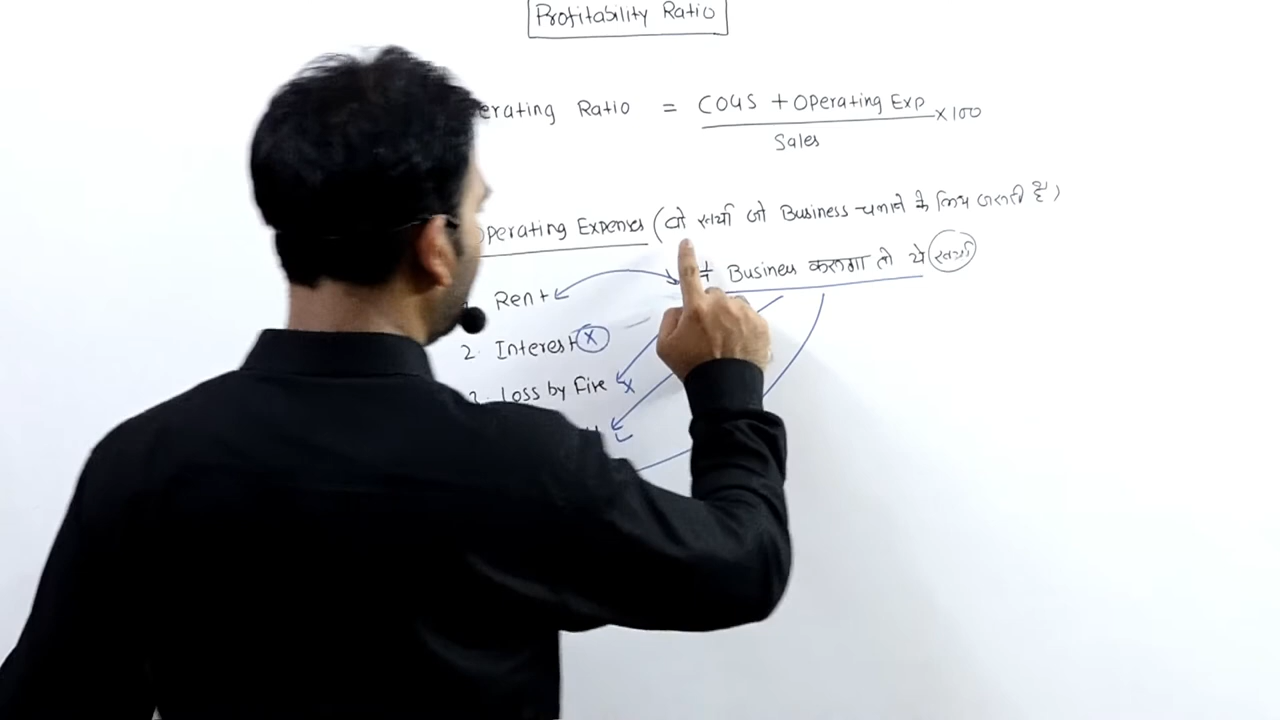 Profitability Ratio
erating Ratio = COGS + Operating Exp × 100
Sales
perating Expenses (वो खर्चा जो Business चलाने के लिए जरूरी है)
Business करूंगा तो ये खर्चा
Rent
2. Interest X
Loss by Fire x